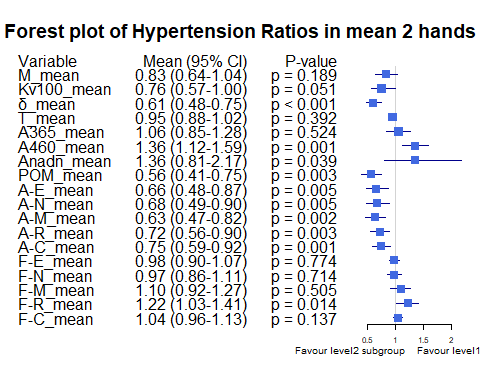 Forest plot of Hypertension Ratios in mean 2 hands
Variable Mean (95% CI) P-value
M_mean 0.83 (0.64-1.04) p = 0.189
Kv100_mean 0.76 (0.57-1.00) p = 0.051
δ_mean 0.61 (0.48-0.75) p < 0.001
T_mean 0.95 (0.88-1.02) p = 0.392
A365_mean 1.06 (0.85-1.28) p = 0.524
A460_mean 1.36 (1.12-1.59) p = 0.001
Anadn_mean 1.36 (0.81-2.17) p = 0.039
POM_mean 0.56 (0.41-0.75) p = 0.003
A-E_mean 0.66 (0.48-0.87) p = 0.005
A-N_mean 0.68 (0.49-0.90) p = 0.005
A-M_mean 0.63 (0.47-0.82) p = 0.002
A-R_mean 0.72 (0.56-0.90) p = 0.003
A-C_mean 0.75 (0.59-0.92) p = 0.001
F-E_mean 0.98 (0.90-1.07) p = 0.774
F-N_mean 0.97 (0.86-1.11) p = 0.714
F-M_mean 1.10 (0.92-1.27) p = 0.505
F-R_mean 1.22 (1.03-1.41) p = 0.014
F-C_mean 1.04 (0.96-1.13) p = 0.137
0.5 1 1.5 2
Favour level2 subgroup Favour level1